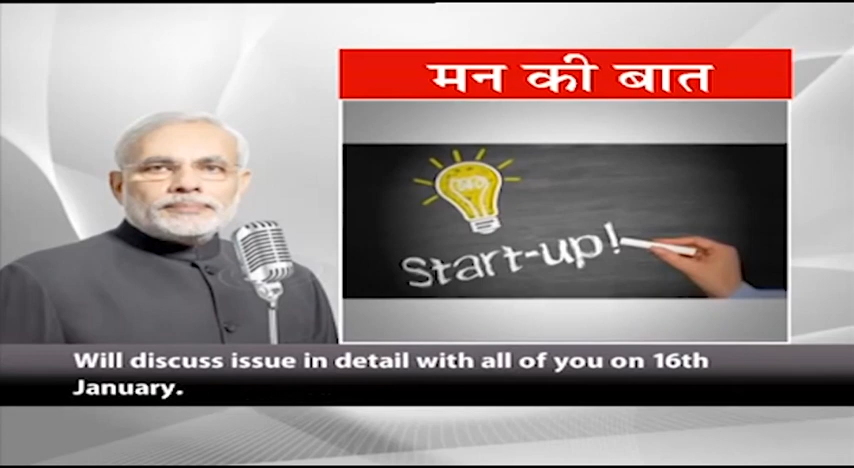 मन की बात
Start-up!
Will discuss issue in detail with all of you on 16th
January.